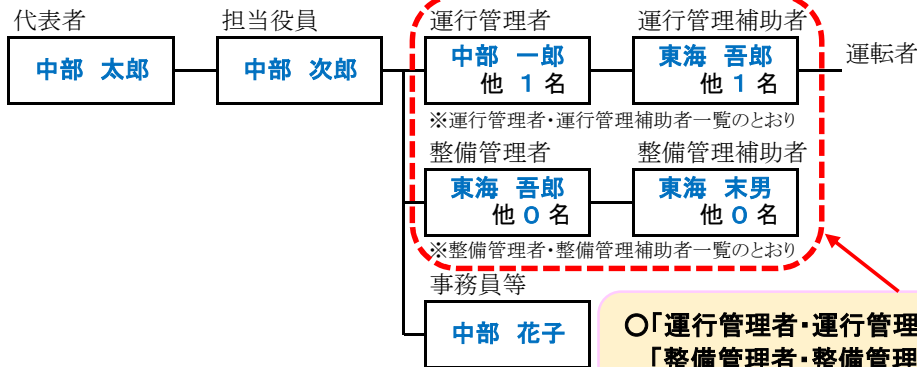 代表者
中部 太郎
担当役員
中部 次郎
運行管理者
中部 一郎
他 1 名
運行管理補助者
東海 吾郎
他 1 名
運転者
※運行管理者・運行管理補助者一覧のとおり
整備管理者
東海 吾郎
他 0 名
整備管理補助者
東海 末男
他 0 名
※整備管理者・整備管理補助者一覧のとおり
事務員等
中部 花子
○「運行管理者・運行管理
「整備管理者・整備管理